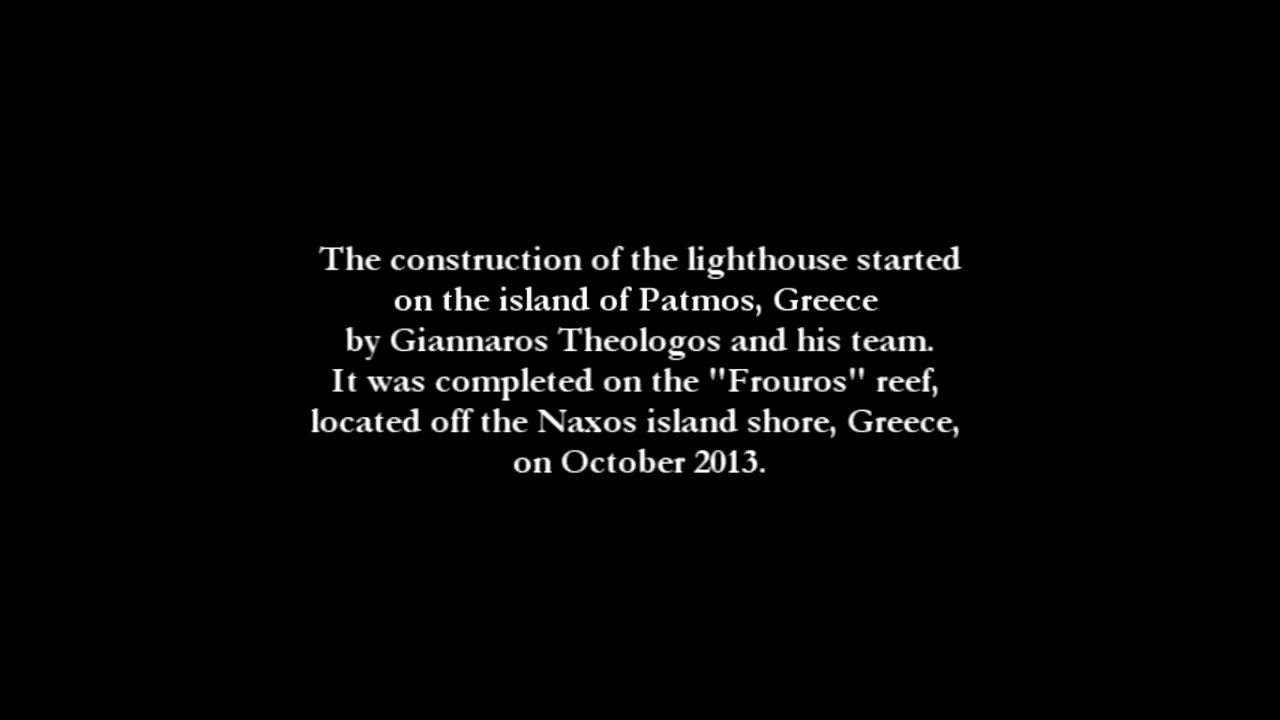 The construction of the lighthouse started
on the island of Patmos, Greece
by Giannaros Theologos and his team.
It was completed on the "Frouros" reef,
located off the Naxos island shore, Greece,
on October 2013.